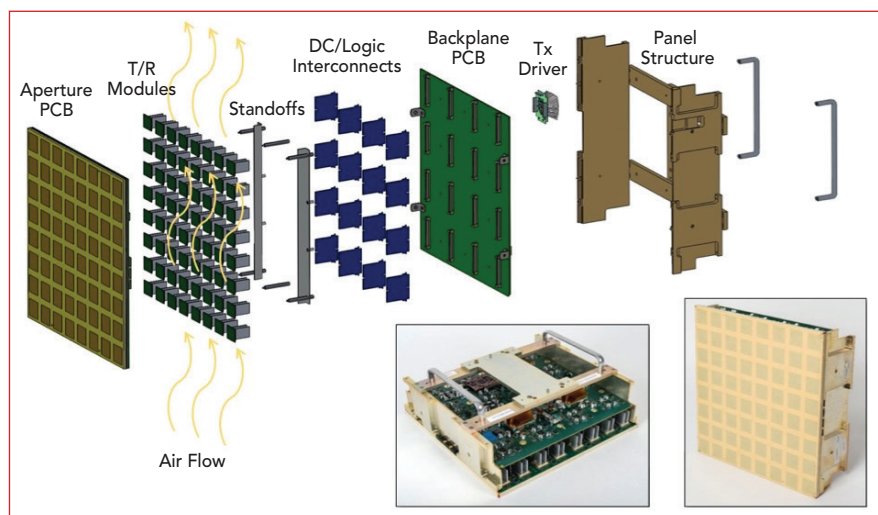 Aperture
PCB
T/R
Modules
Standoffs
DC/Logic
Interconnects
Backplane
PCB
Tx
Driver
Panel
Structure
Air Flow